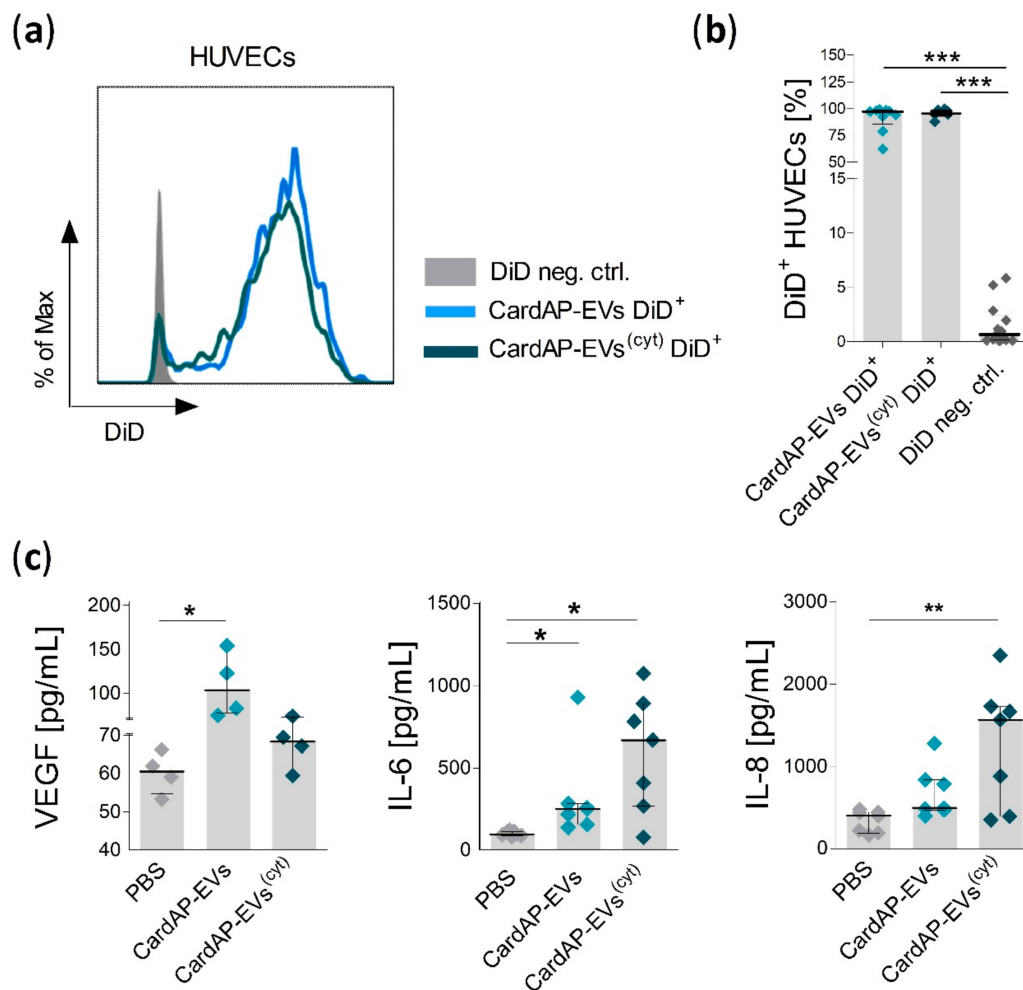 (a)
HUVECs
% of Max
DiD
DiD neg. ctrl.
CardAP-EVs DiD⁺
CardAP-EVs⁽ᶜʸᵗ⁾ DiD⁺
(b)
DiD⁺ HUVECs [%]
150
125
100
75
50
15
10
5
0
***
***
CardAP-EVs DiD⁺
CardAP-EVs⁽ᶜʸᵗ⁾ DiD⁺
DiD neg. ctrl.
(c)
VEGF [pg/mL]
200
150
100
70
60
50
40
*
PBS
CardAP-EVs
CardAP-EVs⁽ᶜʸᵗ⁾
IL-6 [pg/mL]
1500
1000
500
0
*
*
PBS
CardAP-EVs
CardAP-EVs⁽ᶜʸᵗ⁾
IL-8 [pg/mL]
3000
2000
1000
0
**
PBS
CardAP-EVs
CardAP-EVs⁽ᶜʸᵗ⁾